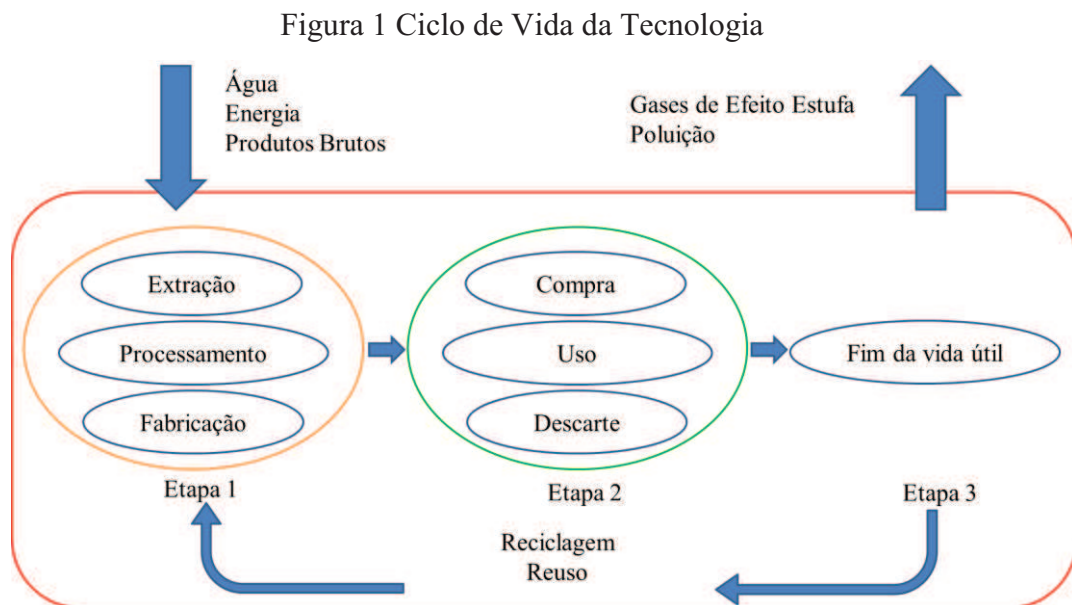 Figura 1 Ciclo de Vida da Tecnologia
Água
Energia
Produtos Brutos
Gases de Efeito Estufa
Poluição
Extração
Processamento
Fabricação
Etapa 1
Compra
Uso
Descarte
Etapa 2
Fim da vida útil
Etapa 3
Reciclagem
Reuso